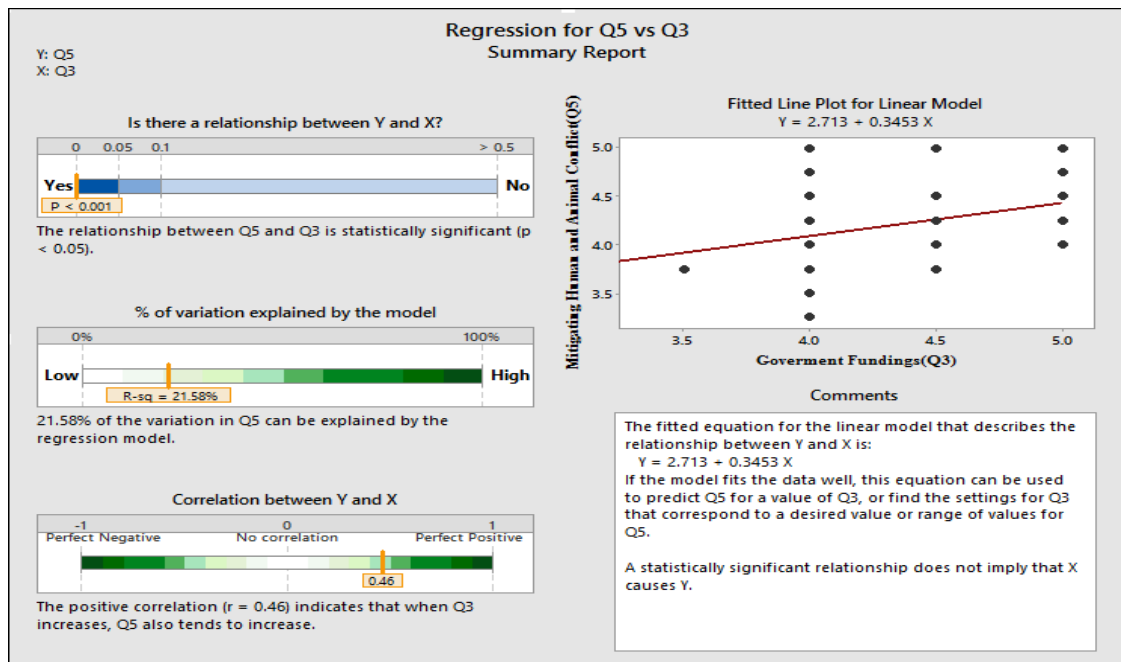 Regression for Q5 vs Q3
Summary Report
Y: Q5
X: Q3
Is there a relationship between Y and X?
0 0.05 0.1 > 0.5
Yes No
P < 0.001
The relationship between Q5 and Q3 is statistically significant (p
< 0.05).
% of variation explained by the model
0% 100%
Low High
R-sq = 21.58%
21.58% of the variation in Q5 can be explained by the
regression model.
Correlation between Y and X
-1 0 1
Perfect Negative No correlation Perfect Positive
0.46
The positive correlation (r = 0.46) indicates that when Q3
increases, Q5 also tends to increase.
Fitted Line Plot for Linear Model
Y = 2.713 + 0.3453 X
Mitigating Human and Animal Conflict(Q5)
5.0
4.5
4.0
3.5
3.5 4.0 4.5 5.0
Goverment Fundings(Q3)
Comments
The fitted equation for the linear model that describes the
relationship between Y and X is:
Y = 2.713 + 0.3453 X
If the model fits the data well, this equation can be used
to predict Q5 for a value of Q3, or find the settings for Q3
that correspond to a desired value or range of values for
Q5.
A statistically significant relationship does not imply that X
causes Y.